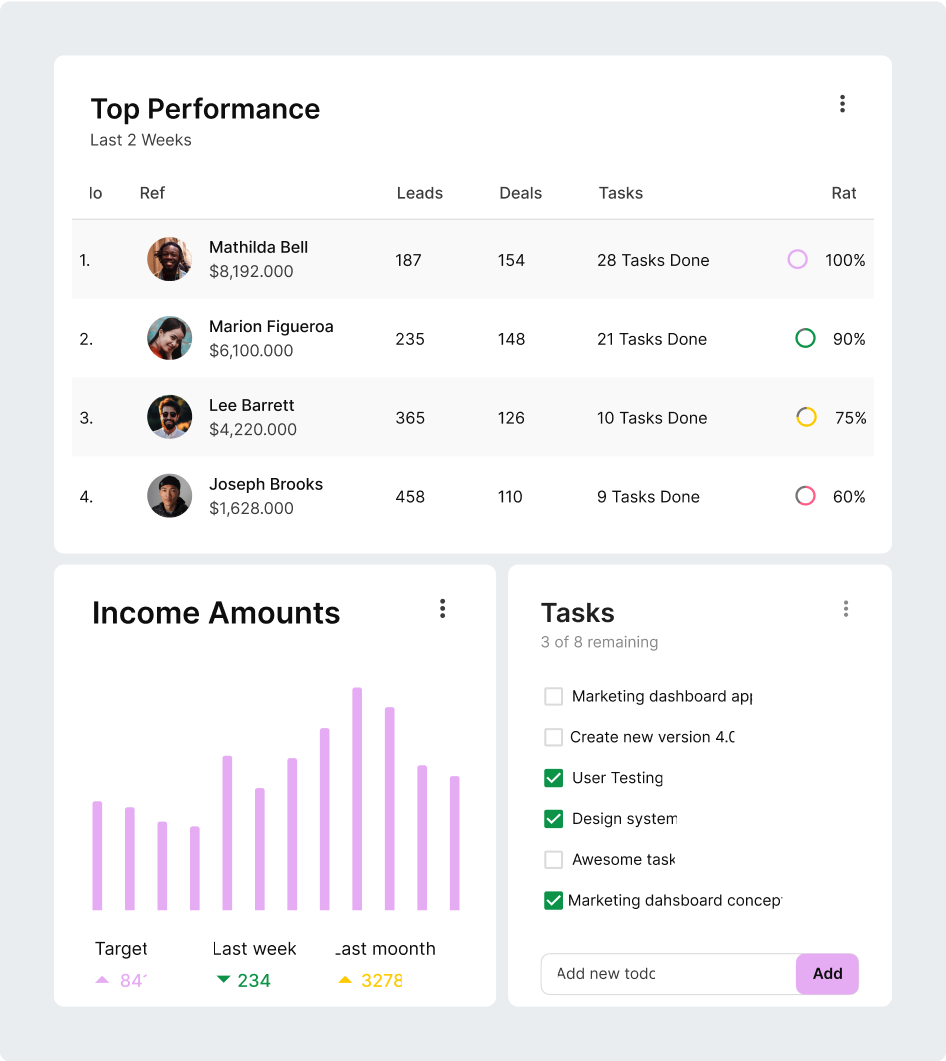 Top Performance
Last 2 Weeks
lo Ref Leads Deals Tasks Rat
1. Mathilda Bell 187 154 28 Tasks Done 100%
$8,192.000
2. Marion Figueroa 235 148 21 Tasks Done 90%
$6,100.000
3. Lee Barrett 365 126 10 Tasks Done 75%
$4,220.000
4. Joseph Brooks 458 110 9 Tasks Done 60%
$1,628.000
Income Amounts
Target Last week Last moonth
234 3278
Tasks
3 of 8 remaining
Marketing dashboard app
Create new version 4.0
User Testing
Design system
Awesome task
Marketing dahsboard concep
Add new todo Add